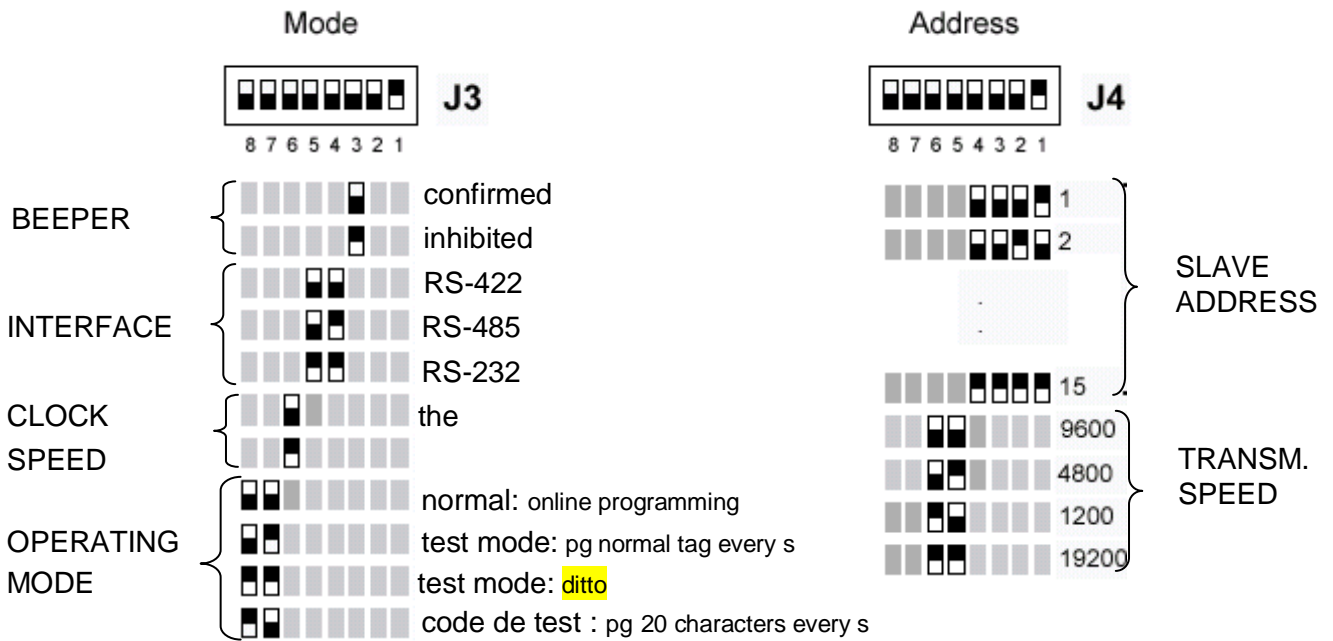 Mode
J3
8 7 6 5 4 3 2 1
BEEPER
confirmed
inhibited
INTERFACE
RS-422
RS-485
RS-232
CLOCK
SPEED
the
OPERATING
MODE
normal: online programming
test mode: pg normal tag every s
test mode: ditto
code de test : pg 20 characters every s
Address
J4
8 7 6 5 4 3 2 1
1
2
15
SLAVE
ADDRESS
9600
4800
1200
19200
TRANSM.
SPEED